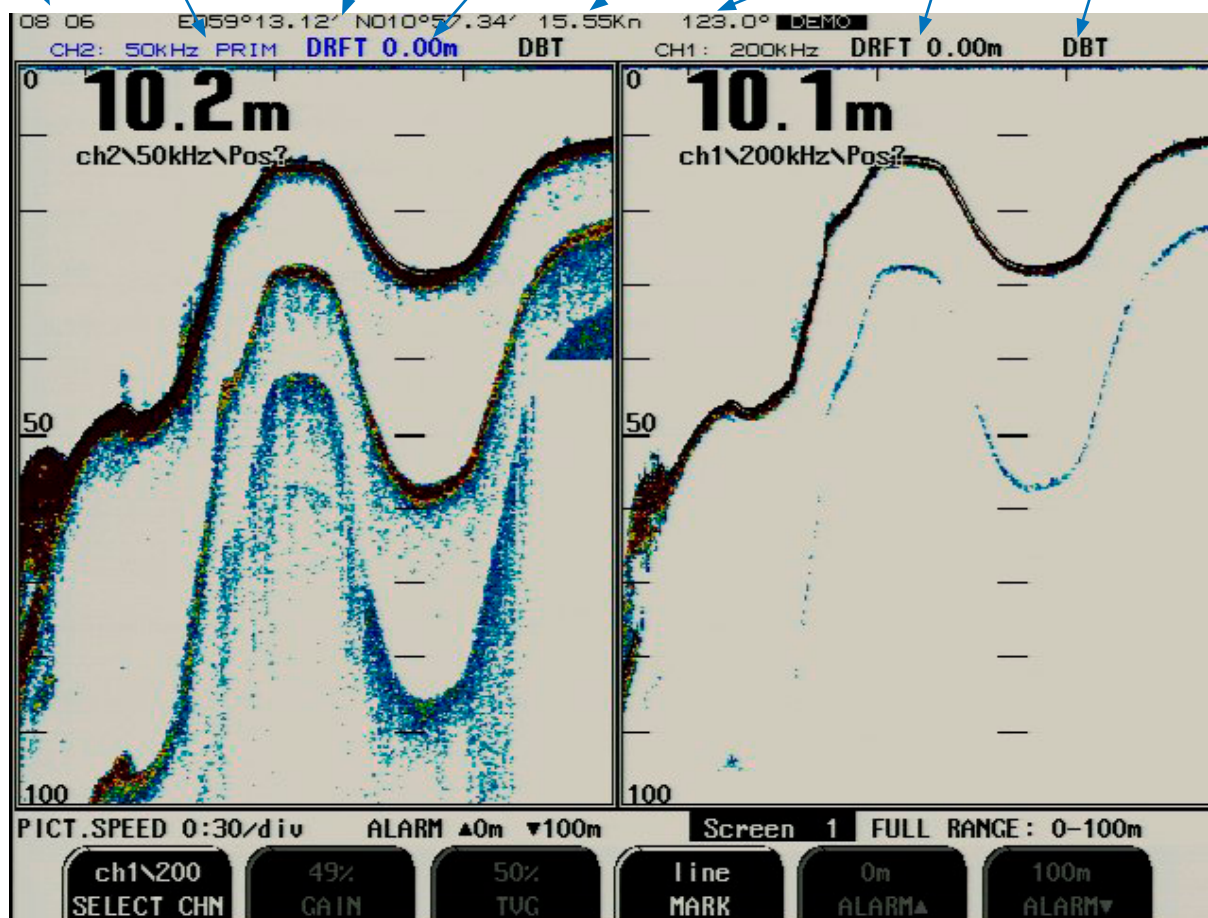 08 06 E059°13.12′ N010°57.34′ 15.55Kn 123.0° DEMO
CH2: 50KHz PRIM DRFT 0.00m DBT CH1: 200KHz DRFT 0.00m DBT
0 10.2m 0 10.1m
ch2\50kHz\Pos? ch1\200kHz\Pos?
50 50
100 100
PICT.SPEED 0:30/div ALARM ▲0m ▼100m Screen 1 FULL RANGE: 0-100m
ch1\200 49% 50% line 0m 100m
SELECT CHN GAIN TVG MARK ALARM▲ ALARM▼